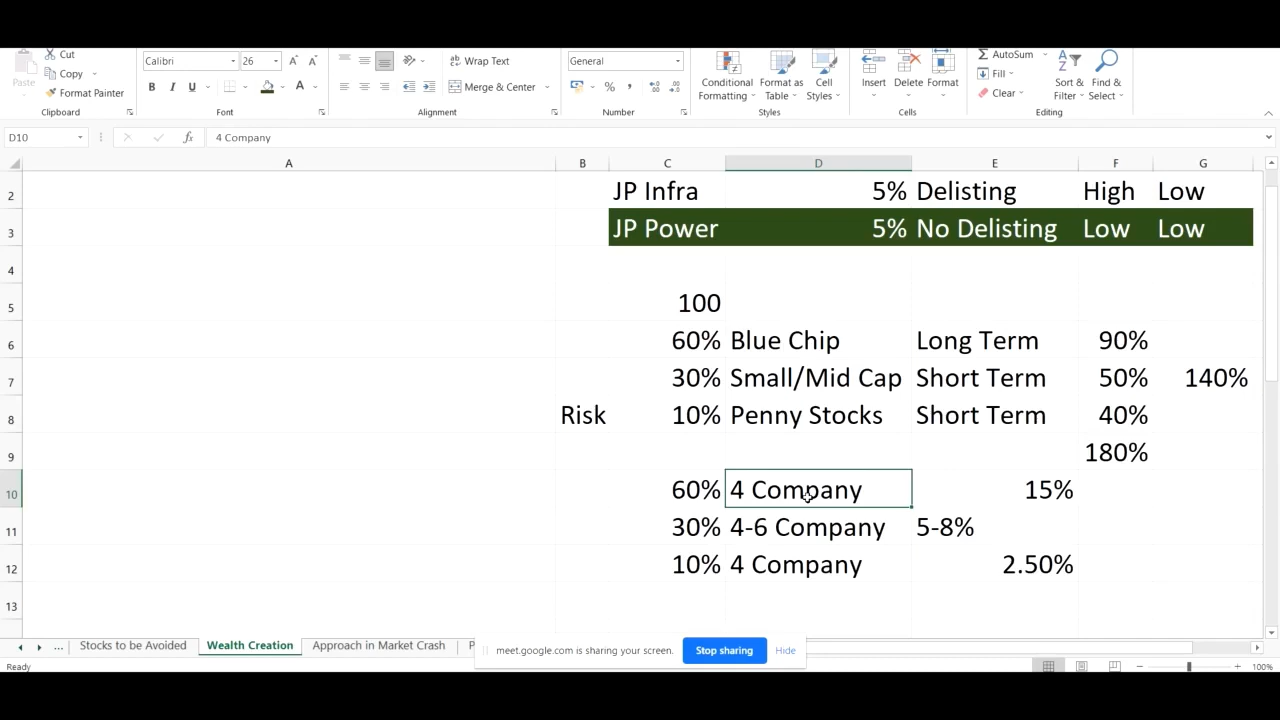 Cut
Calibri 26 Wrap Text General AutoSum
Paste Copy Conditional Format as Cell Insert Delete Format Fill Sort & Find &
Format Painter B I U Merge & Center % Formatting Table Styles Clear Filter Select
Clipboard Font Alignment Number Styles Cells Editing
D10 fx 4 Company
A B C D E F G
2 JP Infra 5% Delisting High Low
3 JP Power 5% No Delisting Low Low
4
5 100
6 60% Blue Chip Long Term 90%
7 30% Small/Mid Cap Short Term 50% 140%
8 Risk 10% Penny Stocks Short Term 40%
9 180%
10 60% 4 Company 15%
11 30% 4-6 Company 5-8%
12 10% 4 Company 2.50%
13
... Stocks to be Avoided Wealth Creation Approach in Market Crash P
meet.google.com is sharing your screen. Stop sharing Hide
Ready 100%